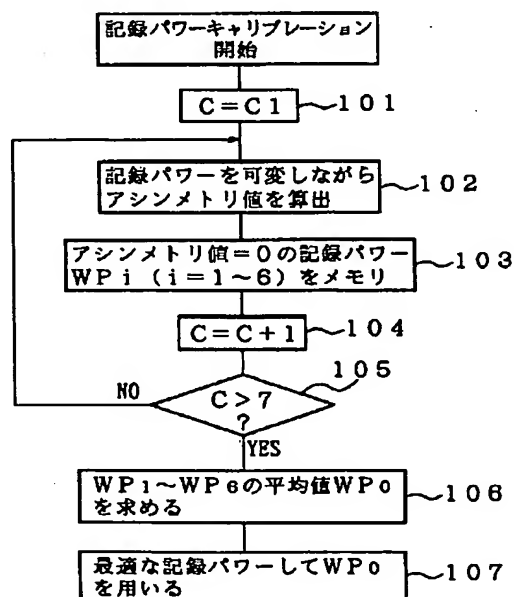 記録パワーキャリブレーション
開始
C=C1
101
記録パワーを可変しながら
アシンメトリ値を算出
102
アシンメトリ値=0の記録パワー
WPi(i=1~6)をメモリ
103
C=C+1
104
105
NO
C>7
?
YES
WP1~WP6の平均値WP0
を求める
106
最適な記録パワーしてWP0
を用いる
107